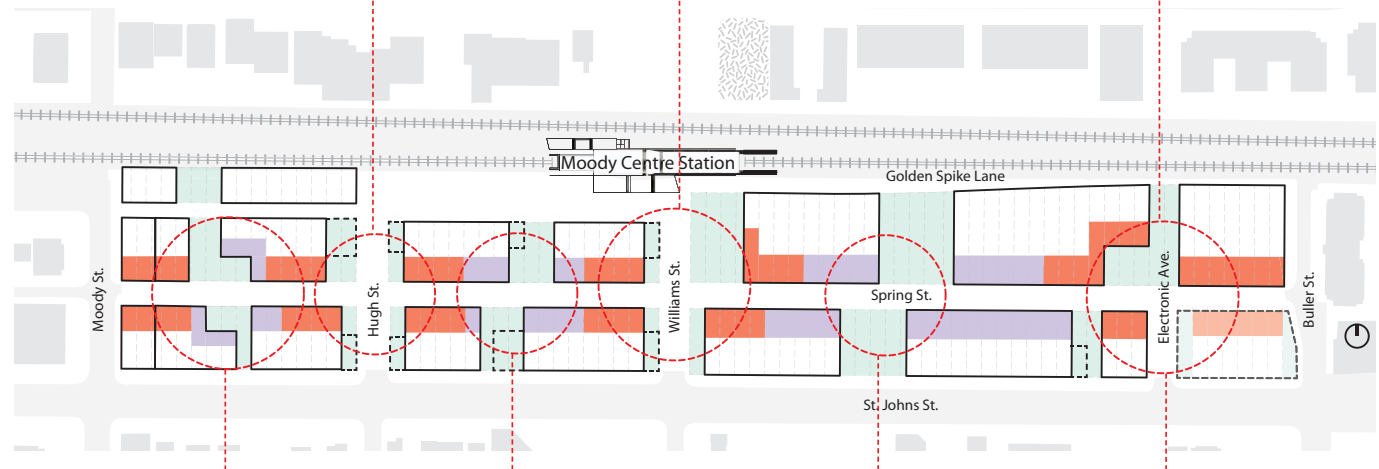 Moody Centre Station
Golden Spike Lane
Moody St.
Hugh St.
Williams St.
Spring St.
Electronic Ave.
Buller St.
St. Johns St.